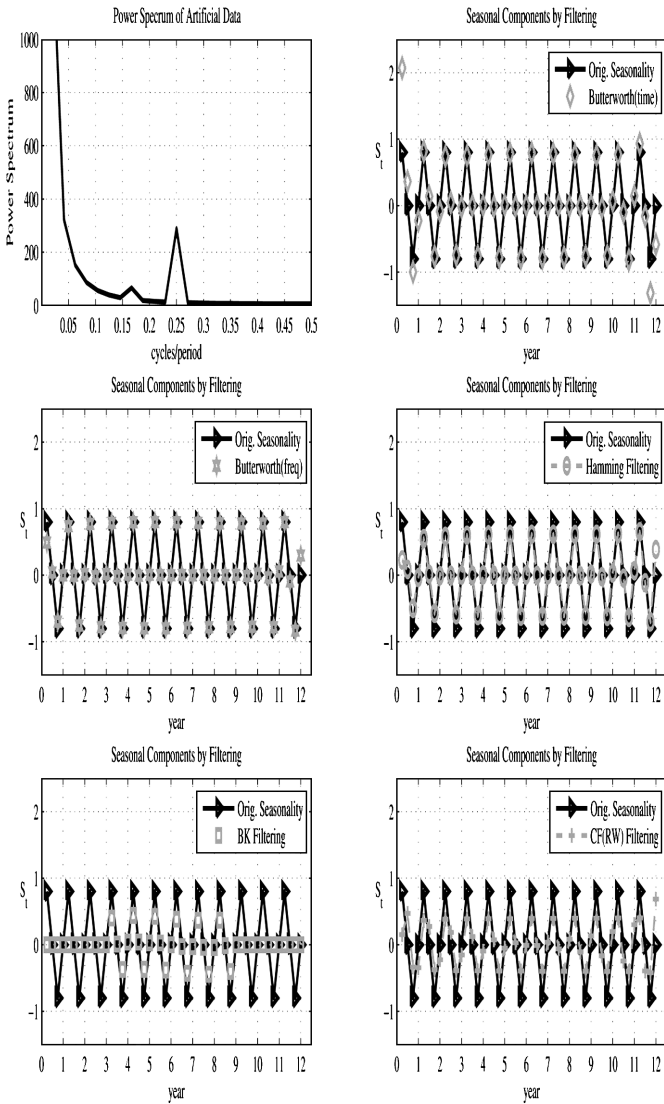 Power Specrum of Artificial Data
1000
800
600
400
200
0
Power Spectrum
0.05 0.1 0.15 0.2 0.25 0.3 0.35 0.4 0.45 0.5
cycles/period
Seasonal Components by Filtering
Orig. Seasonality
Butterworth(time)
2
1
0
−1
S t
0 1 2 3 4 5 6 7 8 9 10 11 12
year
Seasonal Components by Filtering
Orig. Seasonality
Butterworth(freq)
2
1
0
−1
S t
0 1 2 3 4 5 6 7 8 9 10 11 12
year
Seasonal Components by Filtering
Orig. Seasonality
Hamming Filtering
2
1
0
−1
S t
0 1 2 3 4 5 6 7 8 9 10 11 12
year
Seasonal Components by Filtering
Orig. Seasonality
BK Filtering
2
1
0
−1
S t
0 1 2 3 4 5 6 7 8 9 10 11 12
year
Seasonal Components by Filtering
Orig. Seasonality
CF(RW) Filtering
2
1
0
−1
S t
0 1 2 3 4 5 6 7 8 9 10 11 12
year